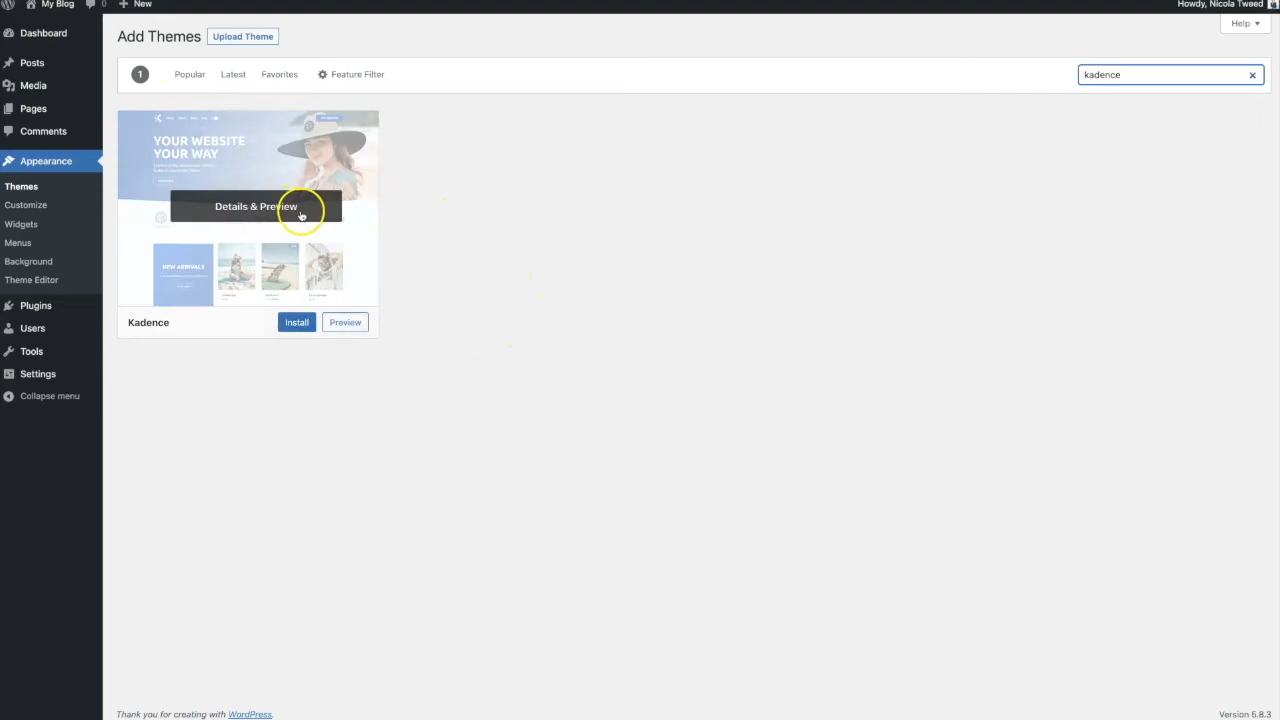 My Blog
0
New
Howdy, Nicola Tweed
Dashboard
Posts
Media
Pages
Comments
Appearance
Themes
Customize
Widgets
Menus
Background
Theme Editor
Plugins
Users
Tools
Settings
Collapse menu
Add Themes
Upload Theme
Help
1
Popular
Latest
Favorites
Feature Filter
kadence
YOUR WEBSITE
YOUR WAY
Details & Preview
NEW ARRIVALS
Kadence
Install
Preview
Thank you for creating with WordPress.
Version 5.8.3